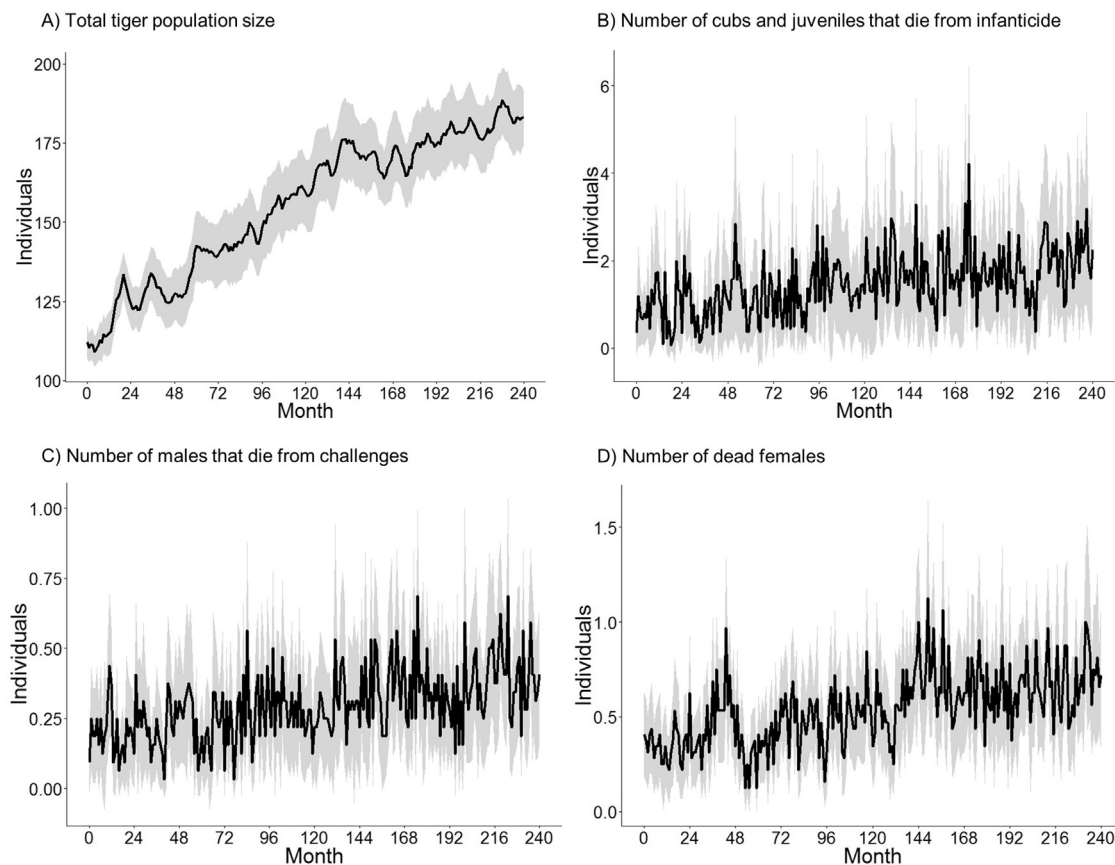 A) Total tiger population size
B) Number of cubs and juveniles that die from infanticide
200
175
150
125
100
Individuals
0 24 48 72 96 120 144 168 192 216 240
Month
6
4
2
0
Individuals
0 24 48 72 96 120 144 168 192 216 240
Month
C) Number of males that die from challenges
D) Number of dead females
1.00
0.75
0.50
0.25
0.00
Individuals
0 24 48 72 96 120 144 168 192 216 240
Month
1.5
1.0
0.5
0.0
Individuals
0 24 48 72 96 120 144 168 192 216 240
Month